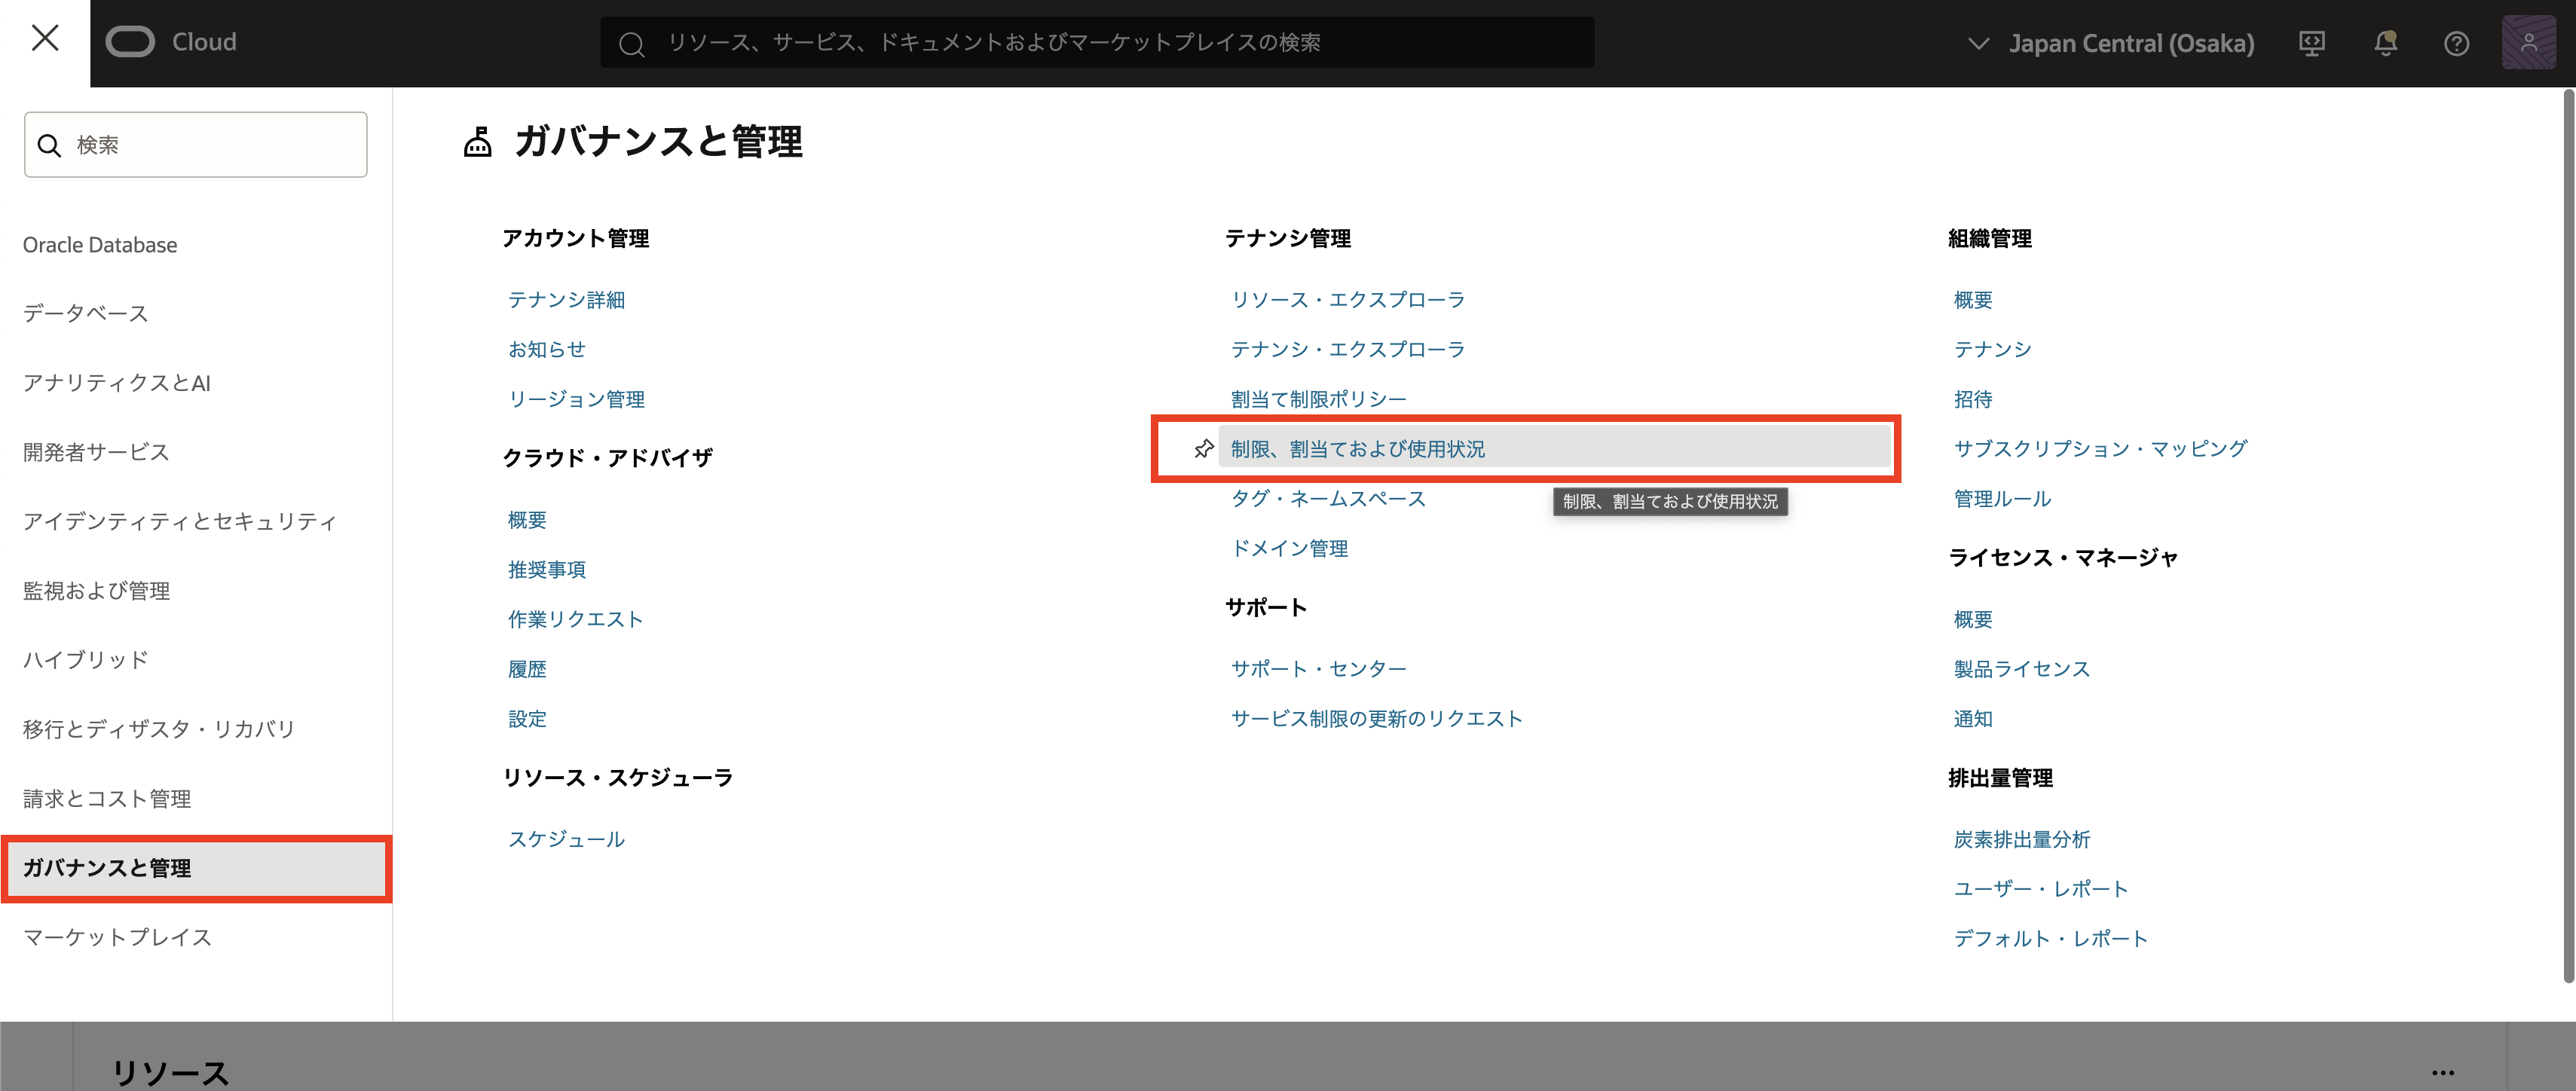 Cloud
リソース、サービス、ドキュメントおよびマーケットプレイスの検索
Japan Central (Osaka)
検索
Oracle Database
データベース
アナリティクスとAI
開発者サービス
アイデンティティとセキュリティ
監視および管理
ハイブリッド
移行とディザスタ・リカバリ
請求とコスト管理
ガバナンスと管理
マーケットプレイス
ガバナンスと管理
アカウント管理
テナンシ詳細
お知らせ
リージョン管理
クラウド・アドバイザ
概要
推奨事項
作業リクエスト
履歴
設定
リソース・スケジューラ
スケジュール
テナンシ管理
リソース・エクスプローラ
テナンシ・エクスプローラ
割当て制限ポリシー
制限、割当ておよび使用状況
タグ・ネームスペース
制限、割当ておよび使用状況
ドメイン管理
サポート
サポート・センター
サービス制限の更新のリクエスト
組織管理
概要
テナンシ
招待
サブスクリプション・マッピング
管理ルール
ライセンス・マネージャ
概要
製品ライセンス
通知
排出量管理
炭素排出量分析
ユーザー・レポート
デフォルト・レポート
リソース